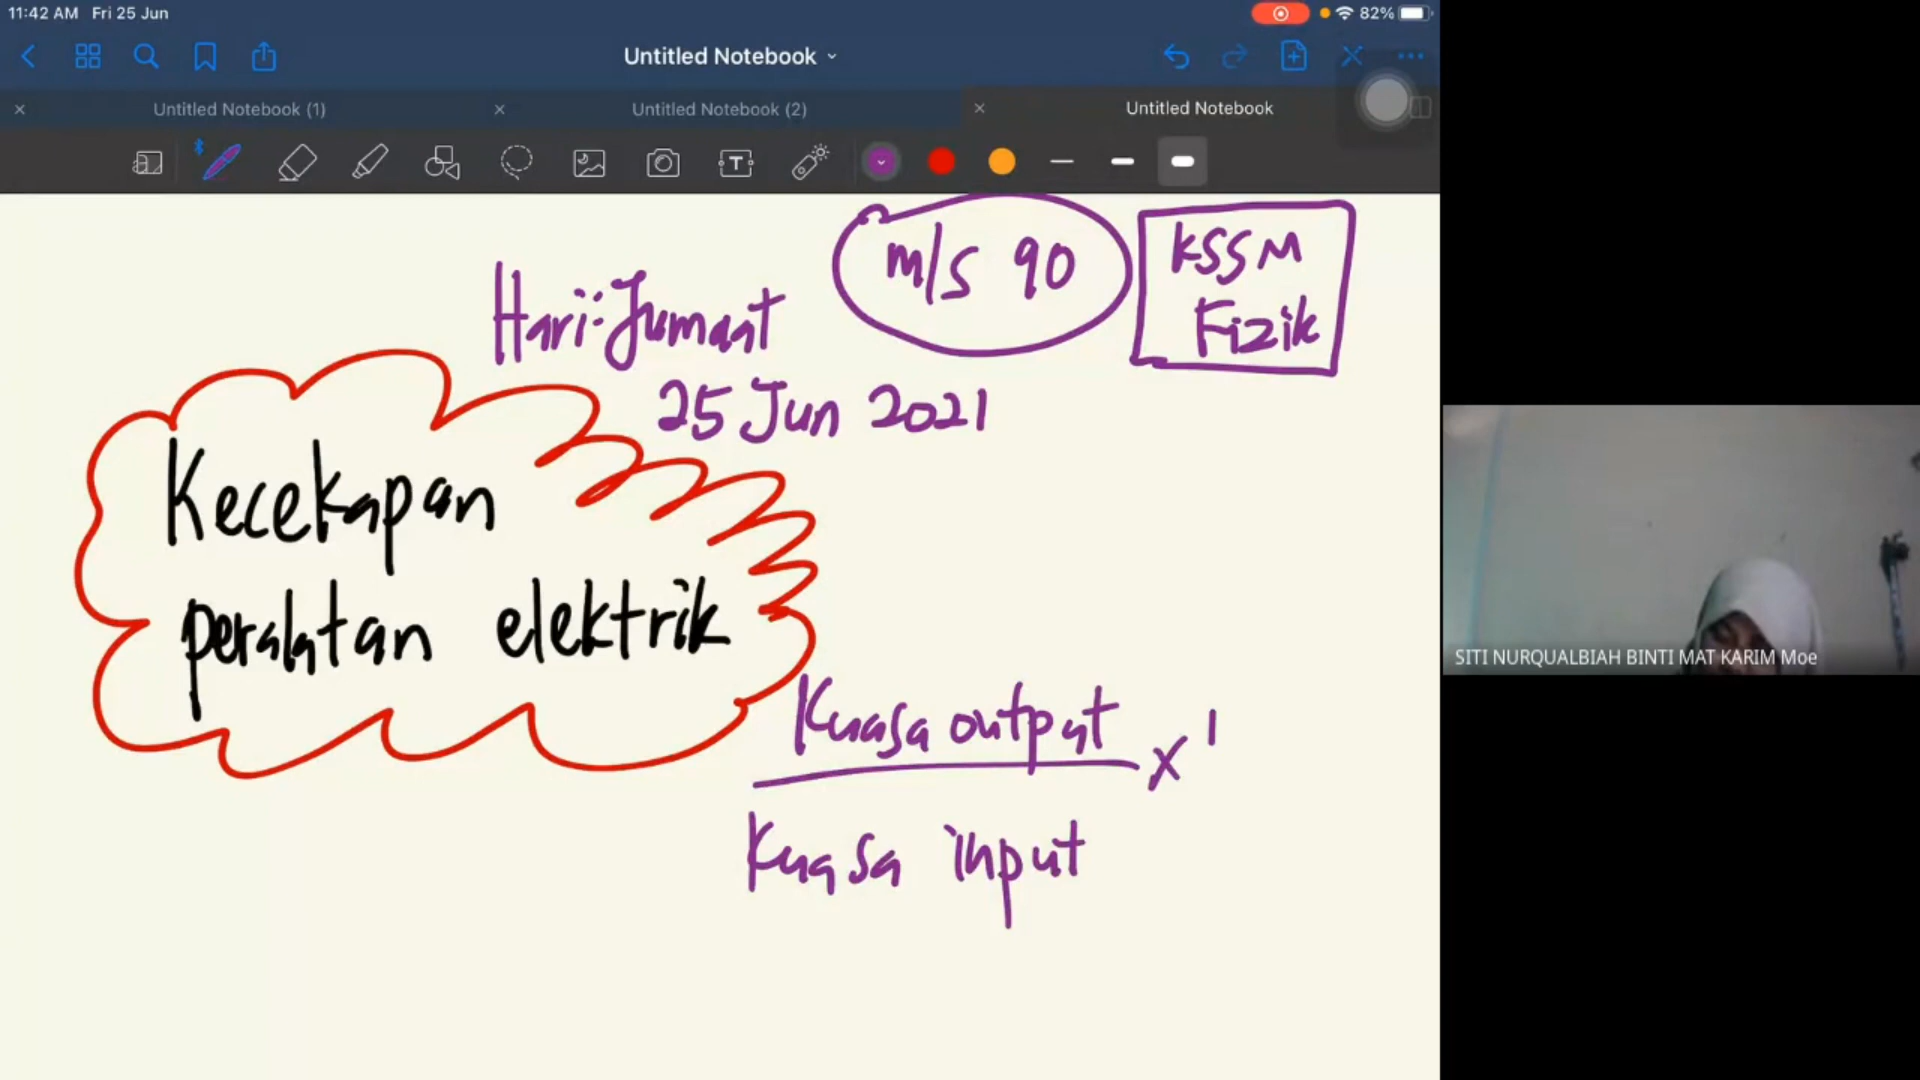 11:42 AM Fri 25 Jun
82%
Untitled Notebook
Untitled Notebook (1)
Untitled Notebook (2)
Untitled Notebook
T
m/s 90
KSSM
Fizik
Hari: Jumaat
25 Jun 2021
Kecekapan
peralatan elektrik
Kuasa output
x 1
Kuasa input
SITI NURQUALBIAH BINTI MAT KARIM Moe